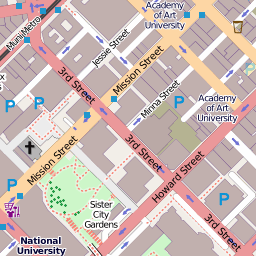 Academy
of Art
University
Muni Metro
Jessie Street
Mission Street
3rd Street
Minna Street
P
P
Academy
of Art
University
P
3rd Street
Mission Street
Howard Street
P
P
Sister
City
Gardens
3rd Street
National
University